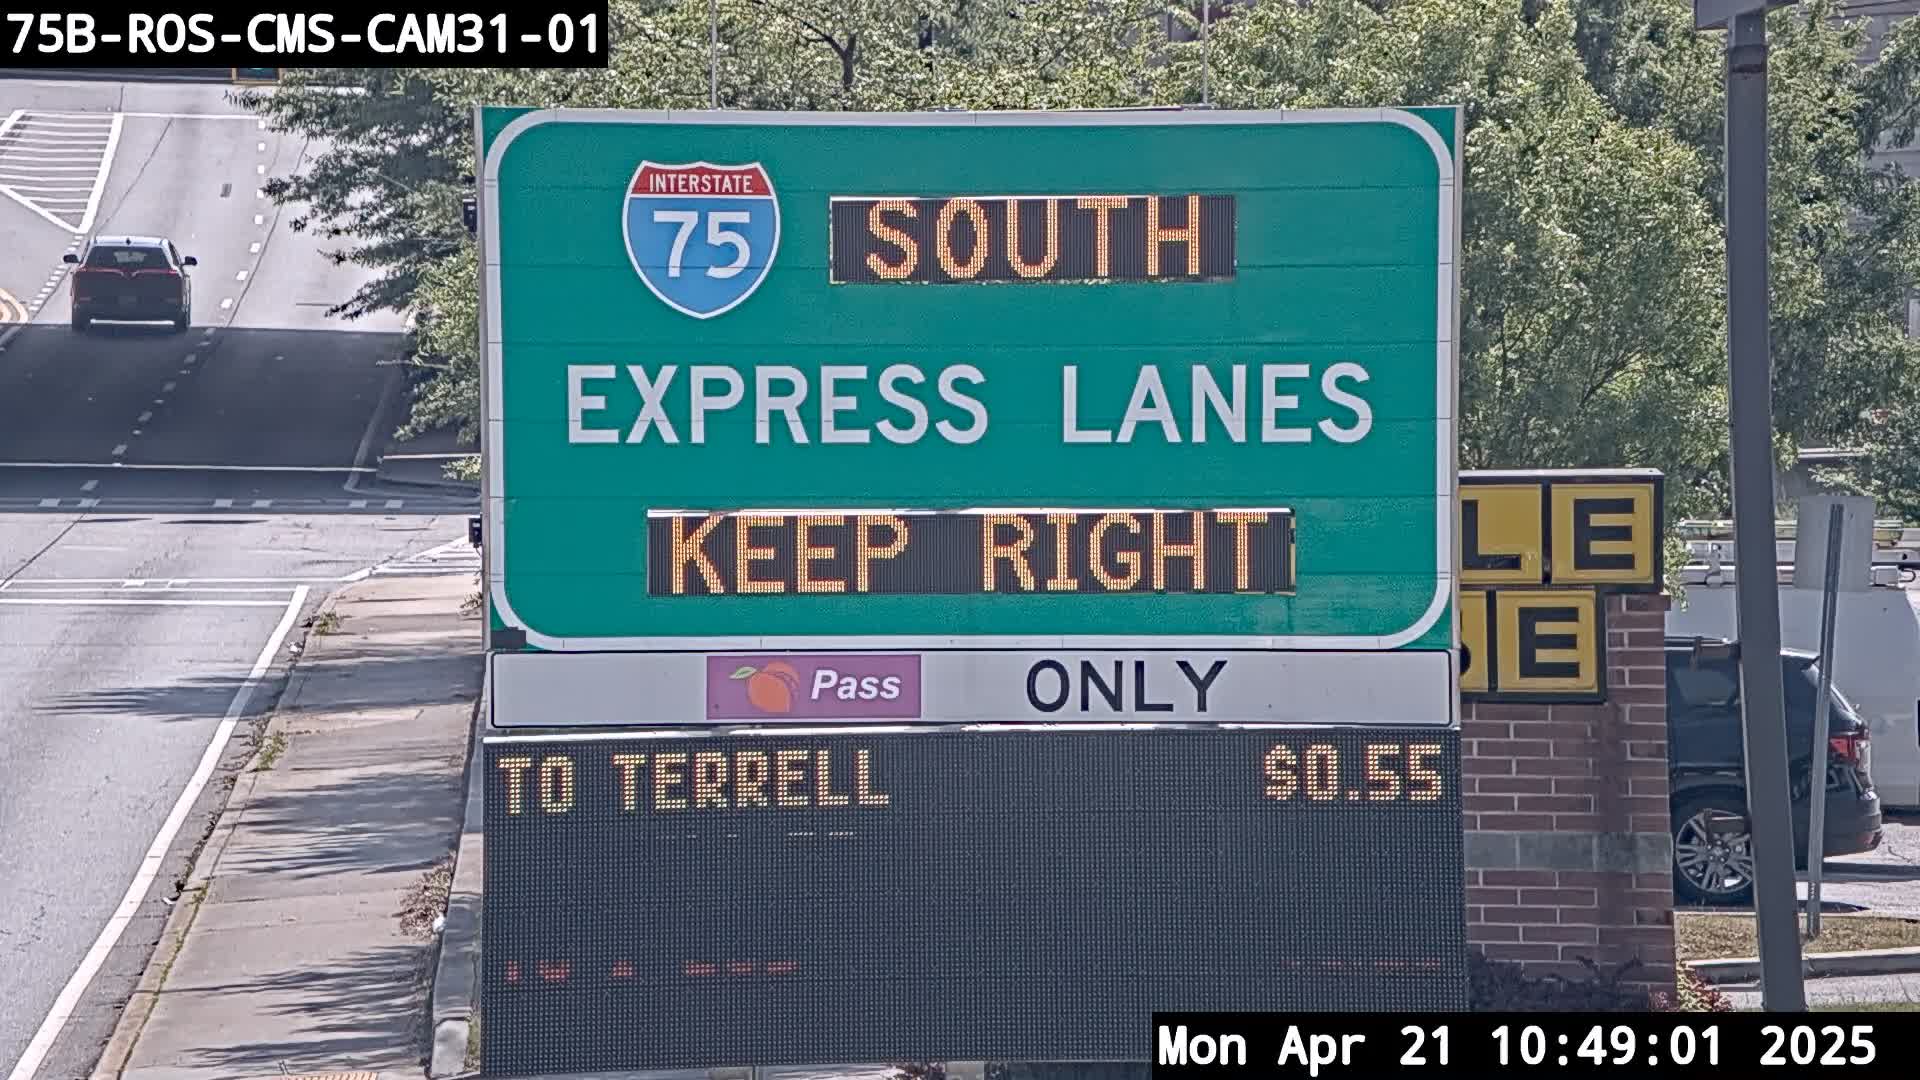 75B-ROS-CMS-CAM31-01
INTERSTATE
75
SOUTH
EXPRESS LANES
KEEP RIGHT
Pass ONLY
TO TERRELL $0.55
LE
E
Mon Apr 21 10:49:01 2025